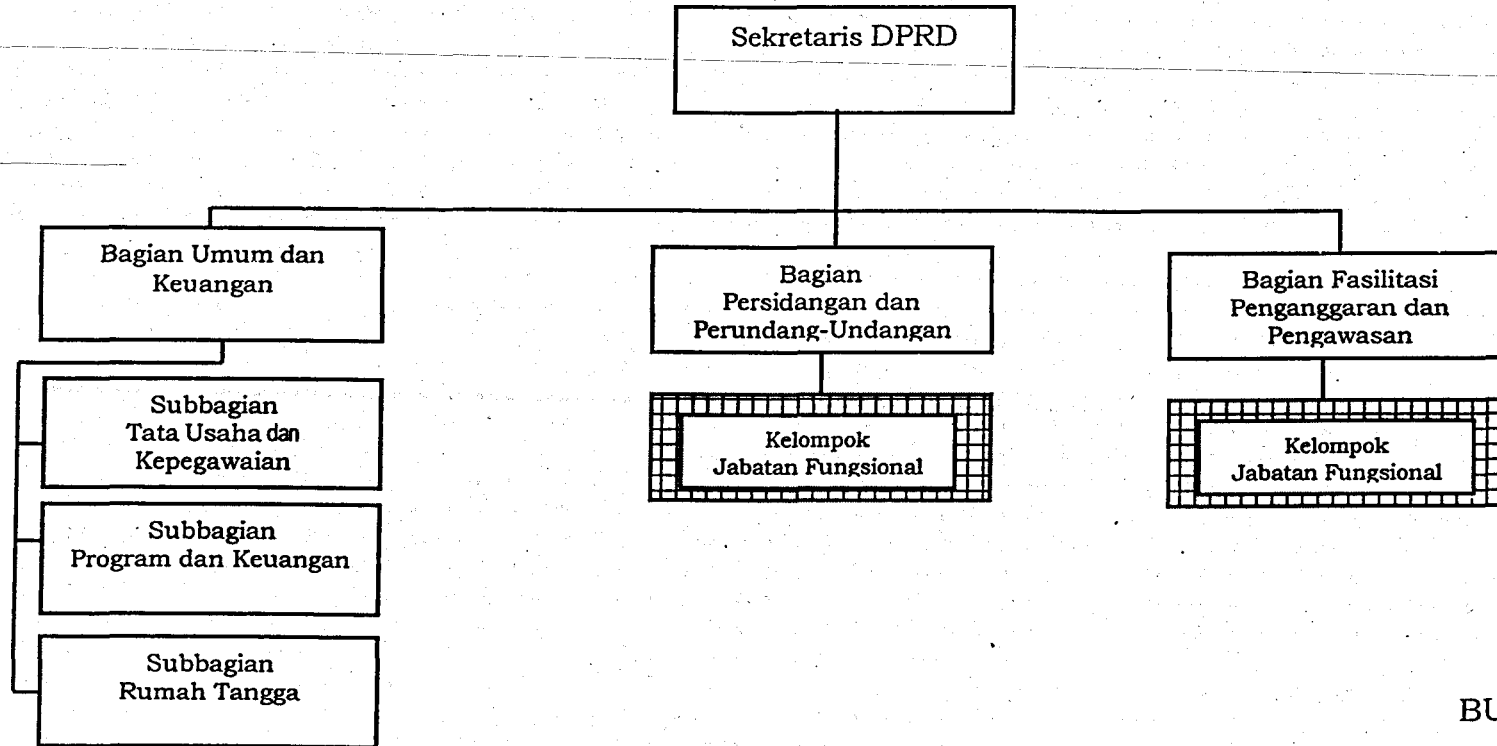 Sekretaris DPRD
Bagian Umum dan
Keuangan
Bagian
Persidangan dan
Perundang-Undangan
Bagian Fasilitasi
Penganggaran dan
Pengawasan
Subbagian
Tata Usaha dan
Kepegawaian
Kelompok
Jabatan Fungsional
Kelompok
Jabatan Fungsional
Subbagian
Program dan Keuangan
Subbagian
Rumah Tangga
BU